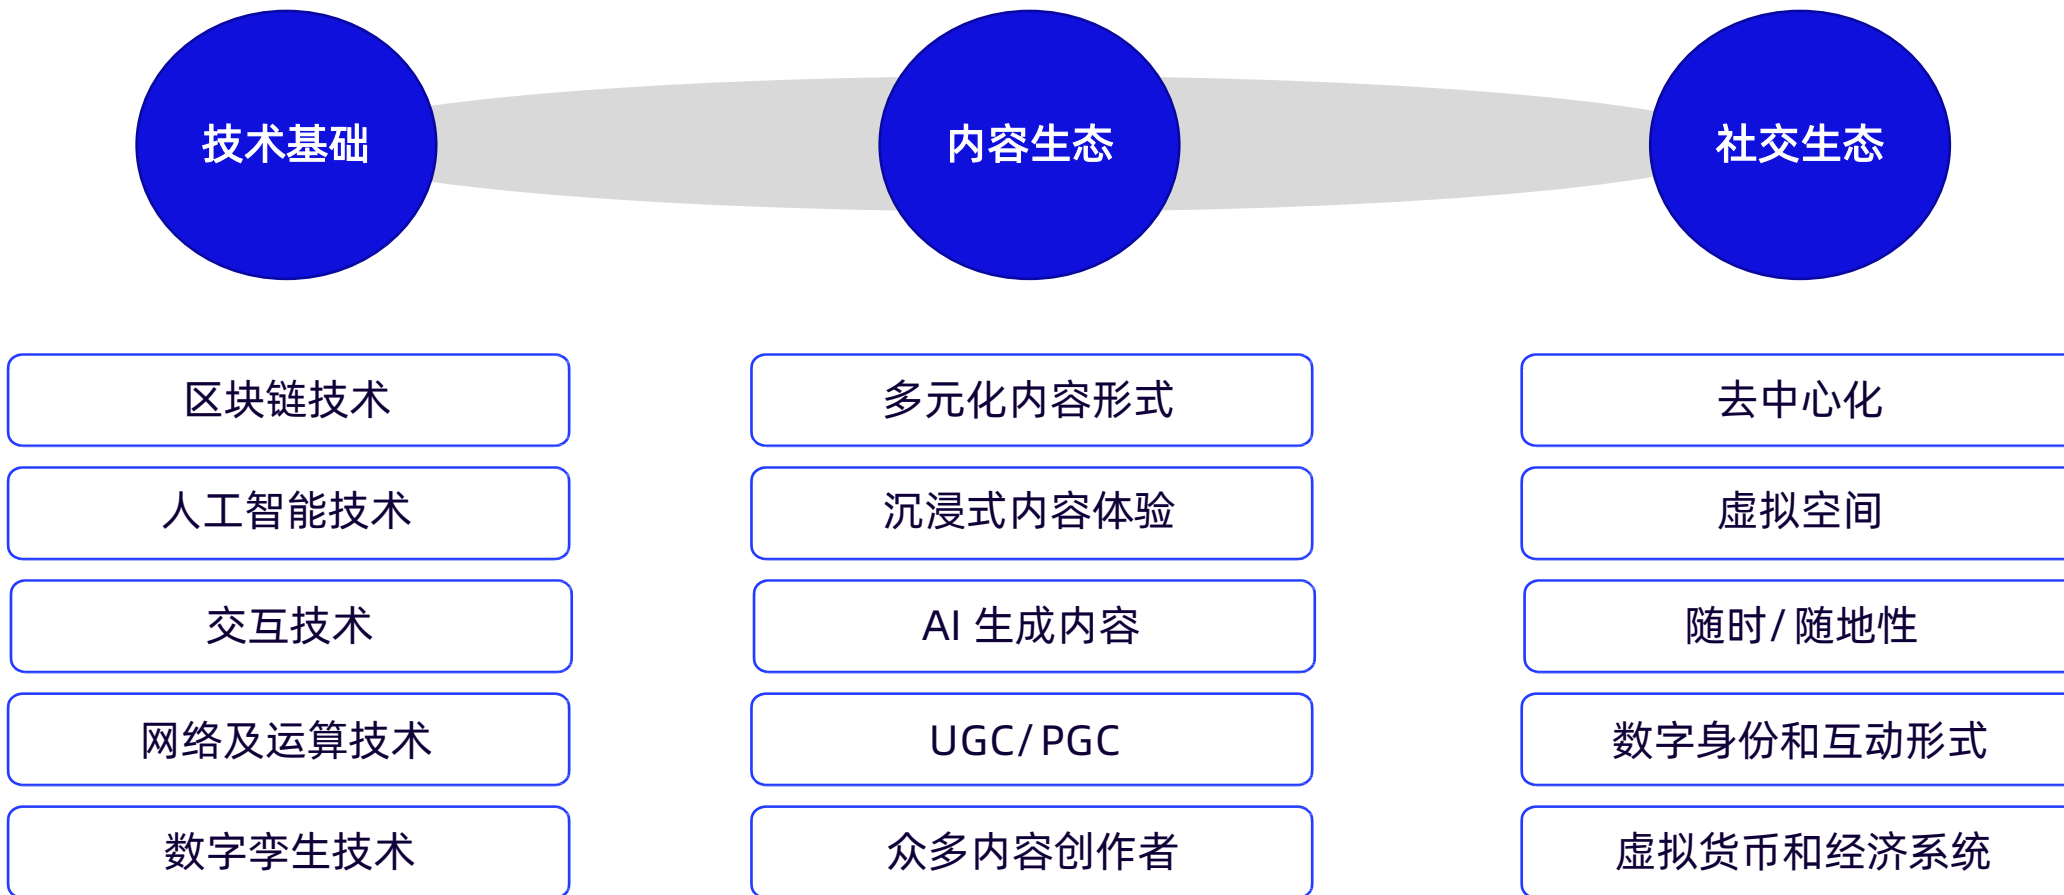 技术基础
内容生态
社交生态
区块链技术
多元化内容形式
去中心化
人工智能技术
沉浸式内容体验
虚拟空间
交互技术
AI 生成内容
随时/随地性
网络及运算技术
UGC/PGC
数字身份和互动形式
数字孪生技术
众多内容创作者
虚拟货币和经济系统